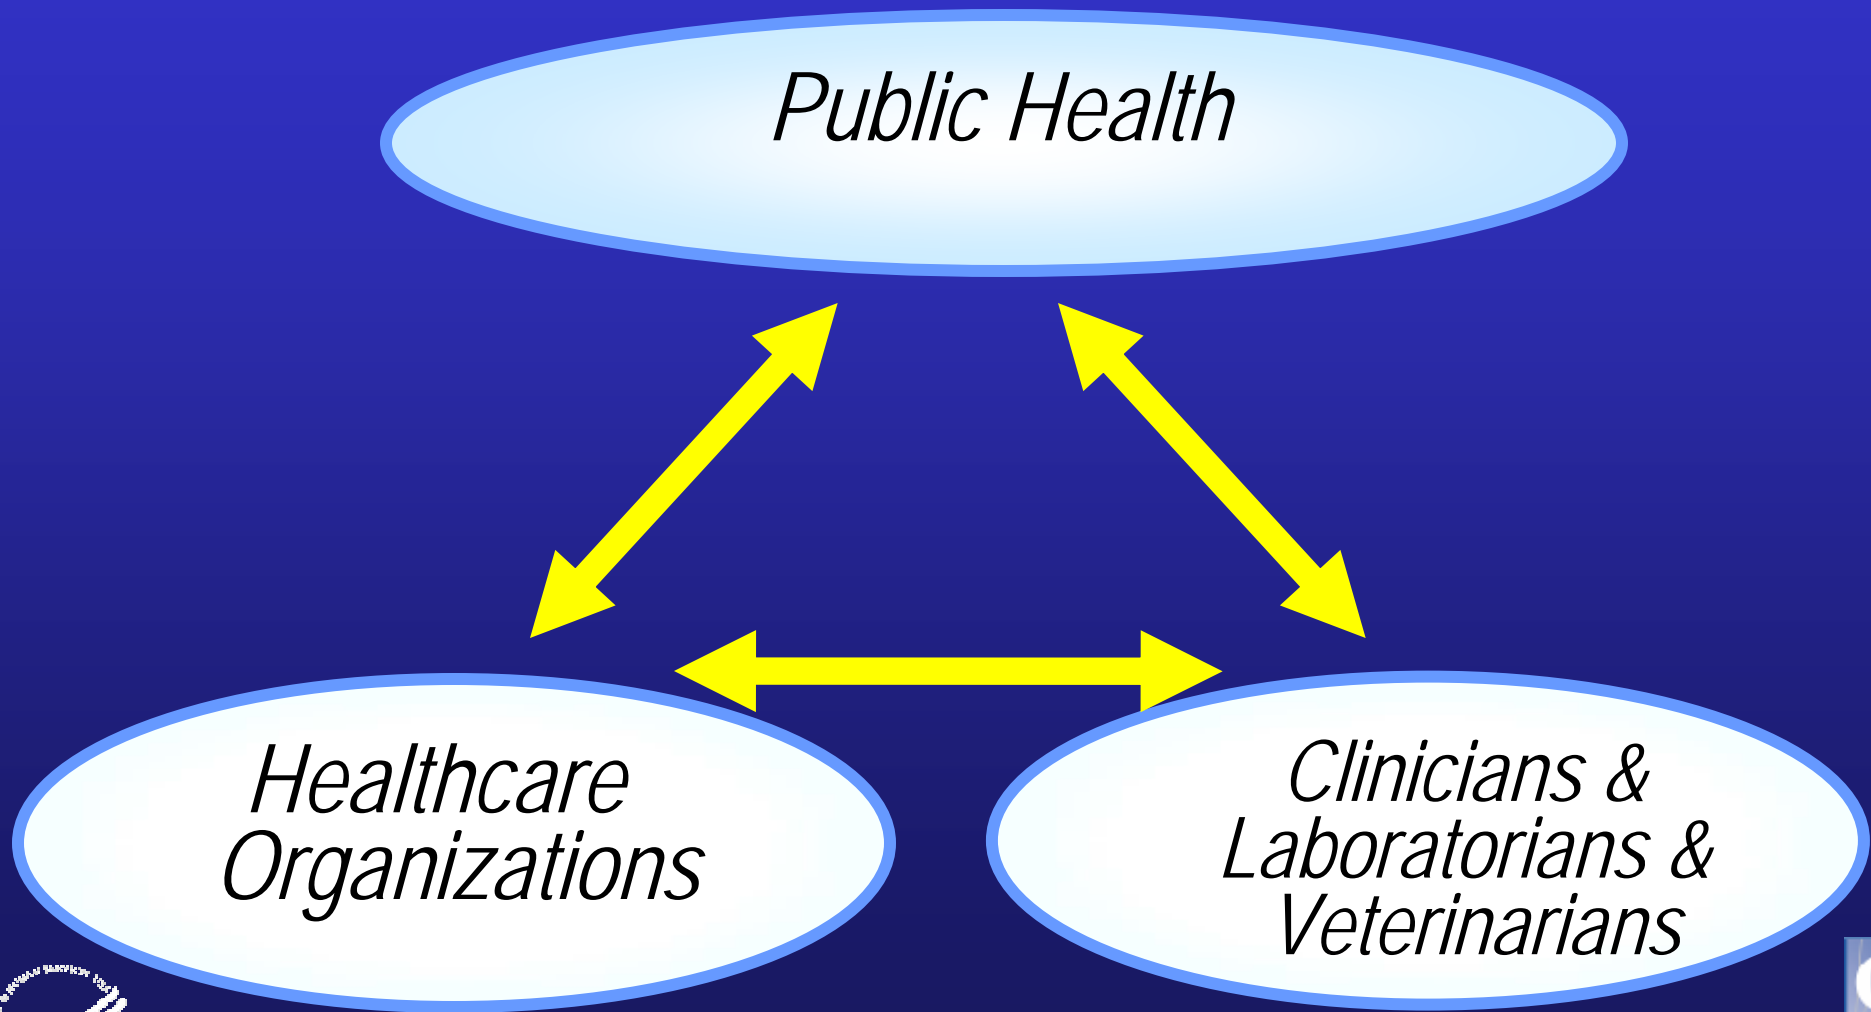 Public Health
Healthcare
Organizations
Clinicians &
Laboratorians &
Veterinarians